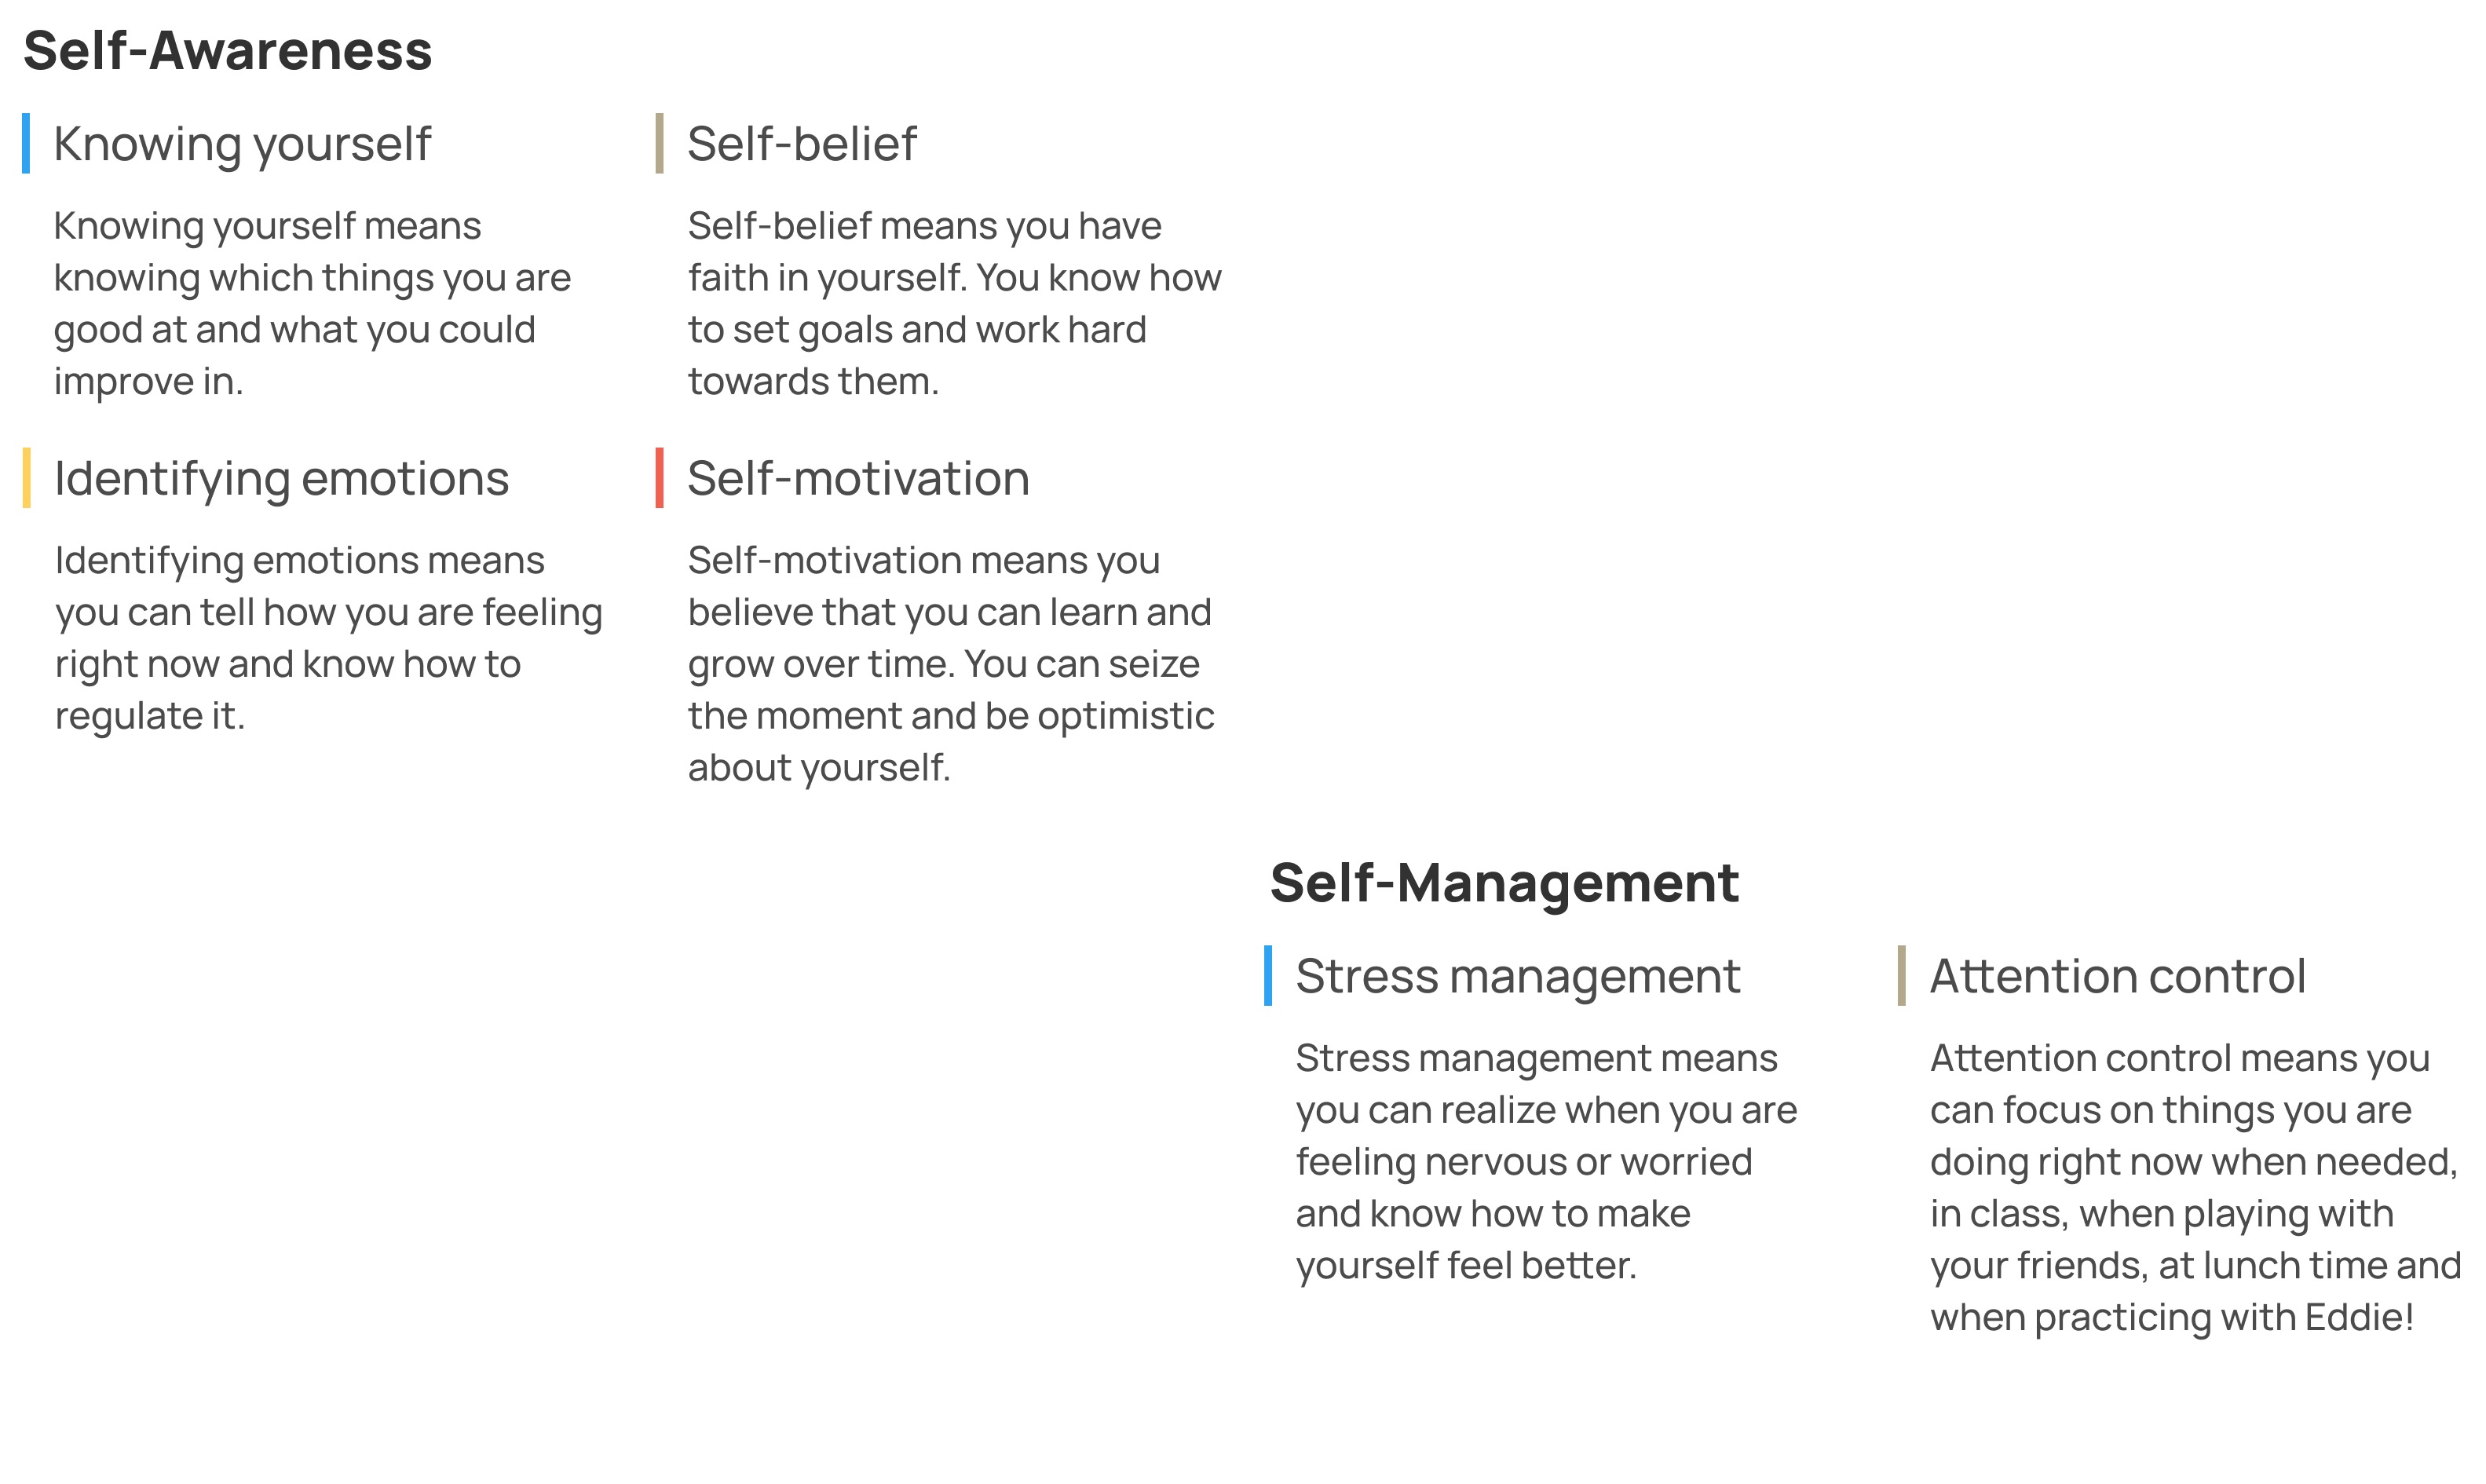 Self-Awareness
Knowing yourself
Knowing yourself means
knowing which things you are
good at and what you could
improve in.
Self-belief
Self-belief means you have
faith in yourself. You know how
to set goals and work hard
towards them.
Identifying emotions
Identifying emotions means
you can tell how you are feeling
right now and know how to
regulate it.
Self-motivation
Self-motivation means you
believe that you can learn and
grow over time. You can seize
the moment and be optimistic
about yourself.
Self-Management
Stress management
Stress management means
you can realize when you are
feeling nervous or worried
and know how to make
yourself feel better.
Attention control
Attention control means you
can focus on things you are
doing right now when needed,
in class, when playing with
your friends, at lunch time and
when practicing with Eddie!